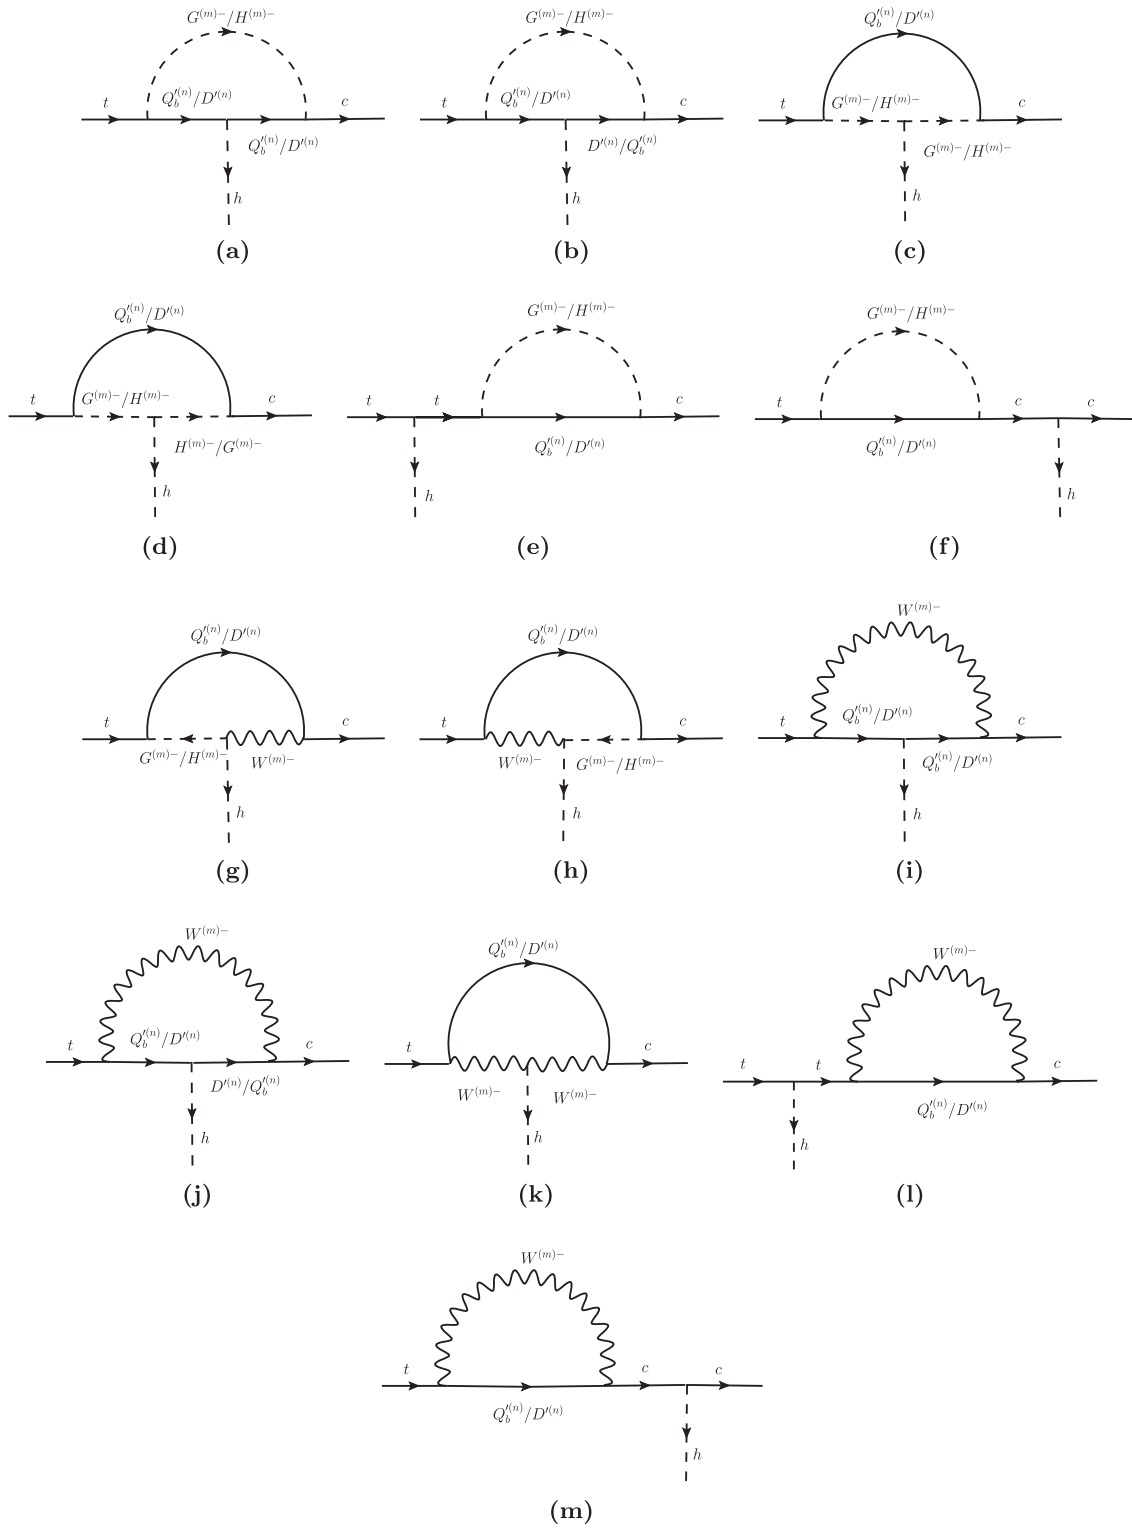 G^{(m)-}/H^{(m)-} G^{(m)-}/H^{(m)-} Q_b'^{(n)}/D'^{(n)}
t Q_b'^{(n)}/D'^{(n)} c t Q_b'^{(n)}/D'^{(n)} c t G^{(m)-}/H^{(m)-} c
Q_b'^{(n)}/D'^{(n)} D'^{(n)}/Q_b'^{(n)} G^{(m)-}/H^{(m)-}
h h h
(a) (b) (c)
Q_b'^{(n)}/D'^{(n)} G^{(m)-}/H^{(m)-} G^{(m)-}/H^{(m)-}
t G^{(m)-}/H^{(m)-} c t t c t c c
H^{(m)-}/G^{(m)-} Q_b'^{(n)}/D'^{(n)} Q_b'^{(n)}/D'^{(n)}
h h h
(d) (e) (f)
Q_b'^{(n)}/D'^{(n)} Q_b'^{(n)}/D'^{(n)} W^{(m)-}
t c t c t Q_b'^{(n)}/D'^{(n)} c
G^{(m)-}/H^{(m)-} W^{(m)-} W^{(m)-} G^{(m)-}/H^{(m)-} Q_b'^{(n)}/D'^{(n)}
h h h
(g) (h) (i)
W^{(m)-} Q_b'^{(n)}/D'^{(n)} W^{(m)-}
t Q_b'^{(n)}/D'^{(n)} c t c t t c
D'^{(n)}/Q_b'^{(n)} W^{(m)-} W^{(m)-} Q_b'^{(n)}/D'^{(n)}
h h h
(j) (k) (l)
W^{(m)-}
t c c
Q_b'^{(n)}/D'^{(n)}
h
(m)